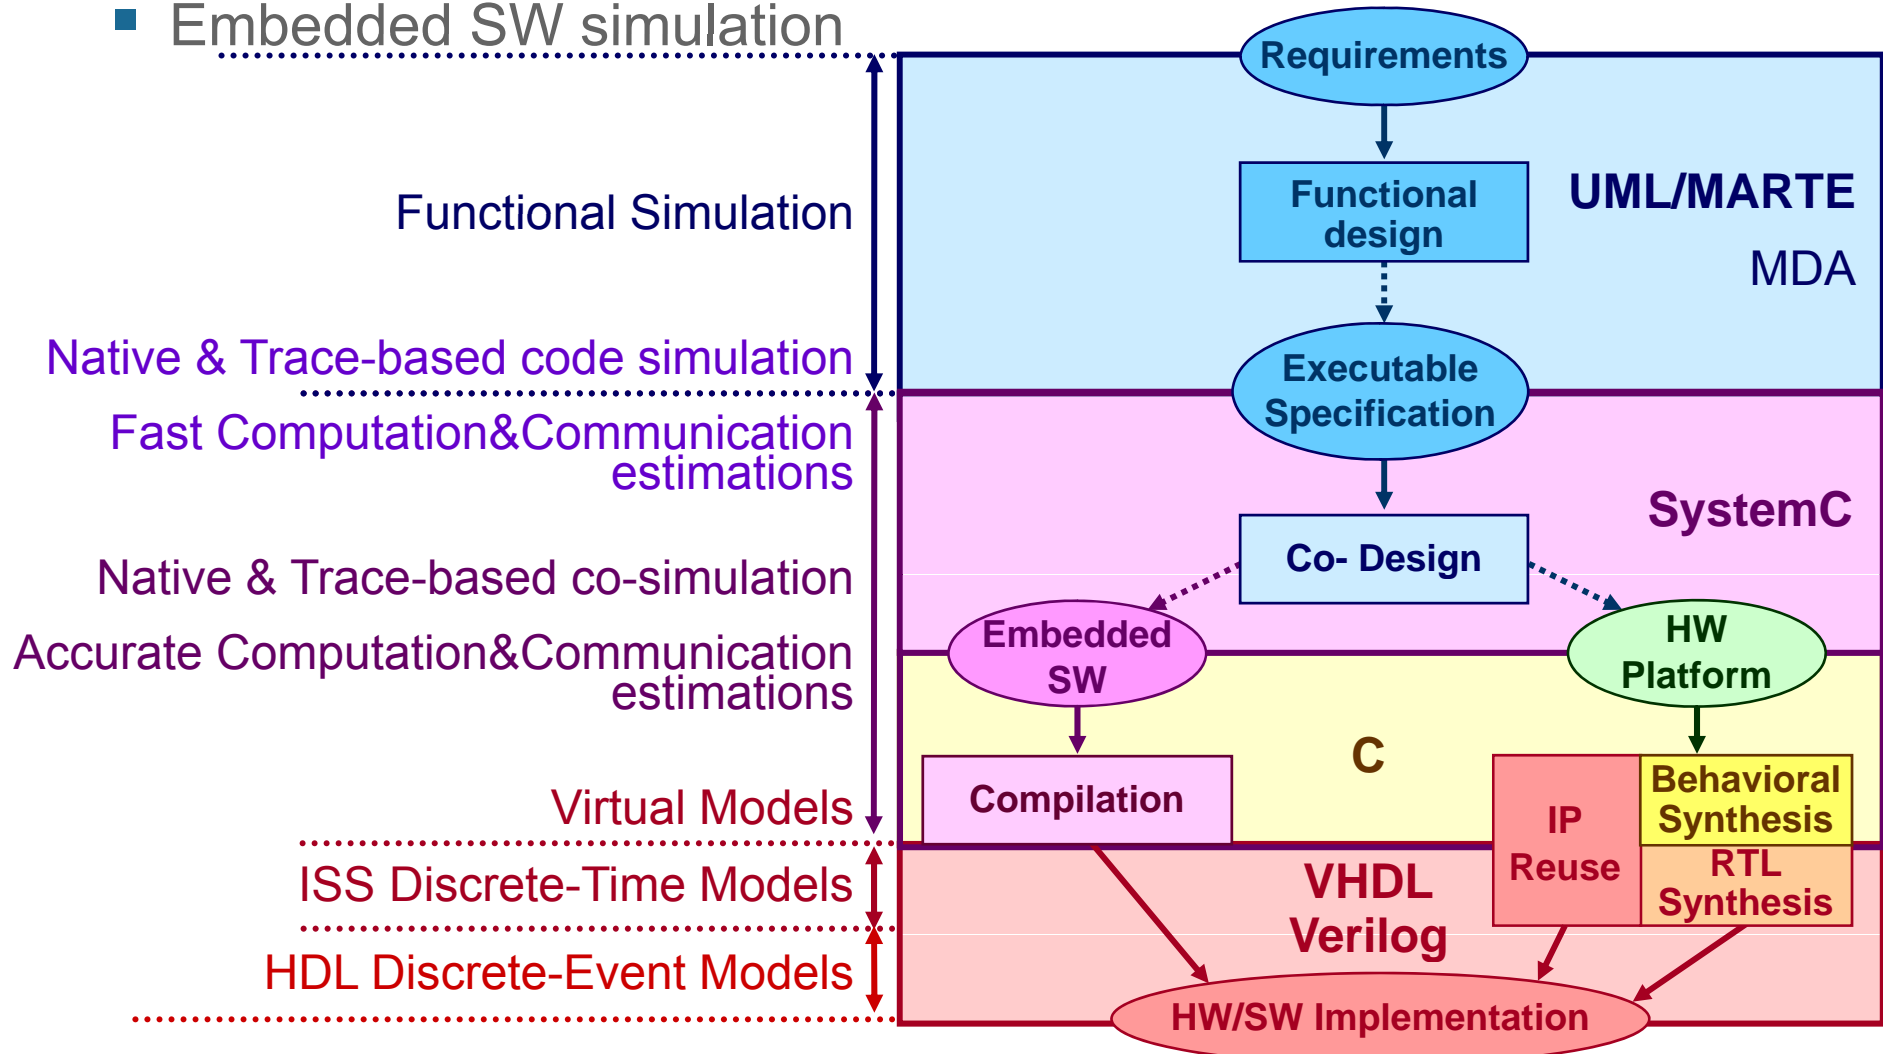 Embedded SW simulation
Requirements
Functional Simulation
Functional
design
UML/MARTE
MDA
Native & Trace-based code simulation
Executable
Specification
Fast Computation&Communication
estimations
SystemC
Co- Design
Native & Trace-based co-simulation
Accurate Computation&Communication
estimations
Embedded
SW
HW
Platform
C
Virtual Models
Compilation
IP
Reuse
Behavioral
Synthesis
RTL
Synthesis
ISS Discrete-Time Models
VHDL
Verilog
HDL Discrete-Event Models
HW/SW Implementation